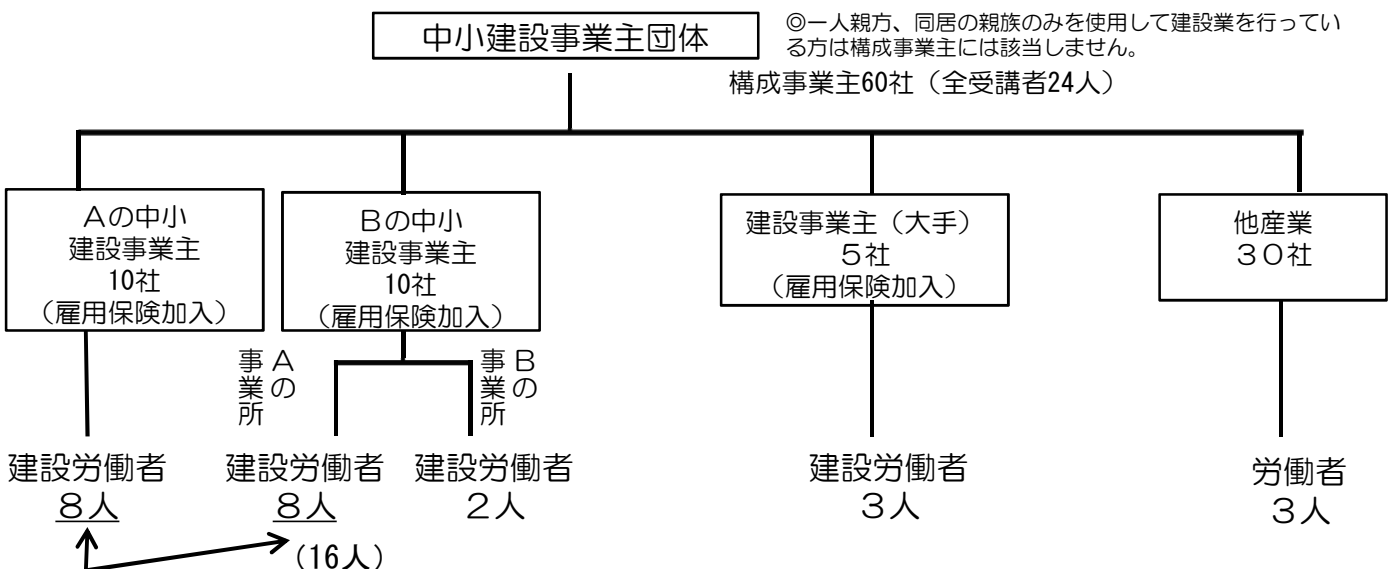 中小建設事業主団体
◎一人親方、同居の親族のみを使用して建設業を行ってい
る方は構成事業主には該当しません。
構成事業主60社（全受講者24人）
Ａの中小
建設事業主
10社
（雇用保険加入）
Ｂの中小
建設事業主
10社
（雇用保険加入）
建設事業主（大手）
５社
（雇用保険加入）
他産業
３０社
Ａの
事業所
Ｂの
事業所
建設労働者
８人
建設労働者
８人
建設労働者
２人
建設労働者
３人
労働者
３人
（16人）